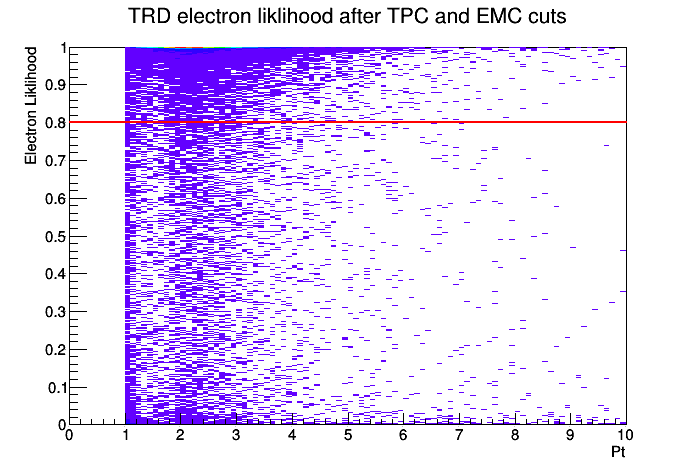 TRD electron liklihood after TPC and EMC cuts
Electron Liklihood
1
0.9
0.8
0.7
0.6
0.5
0.4
0.3
0.2
0.1
0
0 1 2 3 4 5 6 7 8 9 10
Pt